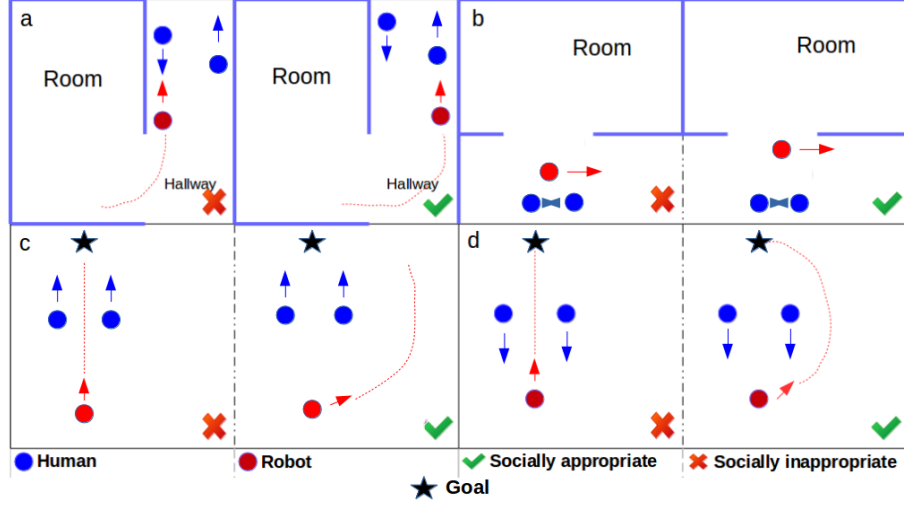 a
b
Room
Room
Room
Room
Hallway
Hallway
c
d
Human
Robot
Socially appropriate
Socially inappropriate
Goal